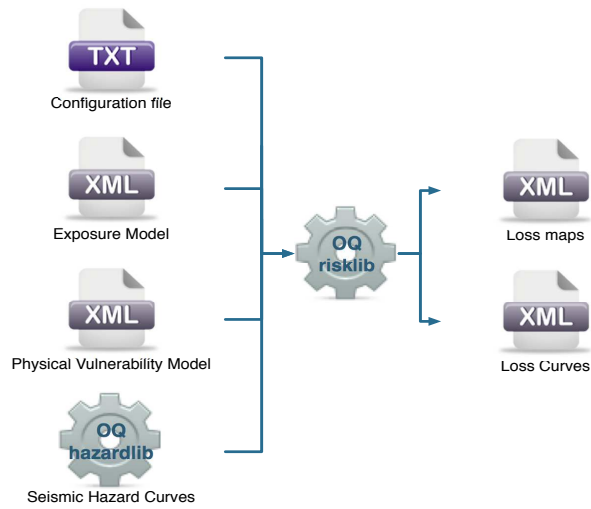 TXT
Configuration file
XML
Exposure Model
XML
Physical Vulnerability Model
OQ
hazardlib
Seismic Hazard Curves
OQ
risklib
XML
Loss maps
XML
Loss Curves